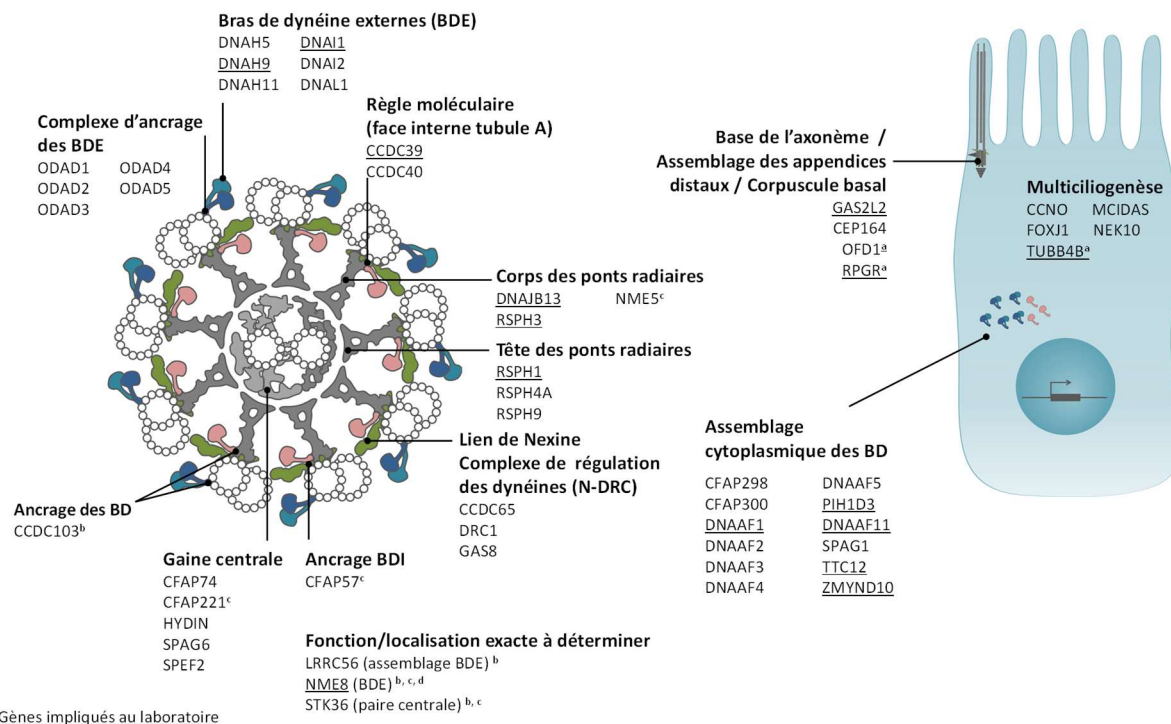 Bras de dynéine externes (BDE)
DNAH5 DNAI1
DNAH9 DNAI2
DNAH11 DNAL1
Complexe d'ancrage
des BDE
ODAD1 ODAD4
ODAD2 ODAD5
ODAD3
Règle moléculaire
(face interne tubule A)
CCDC39
CCDC40
Corps des ponts radiaires
DNAJB13 NME5c
RSPH3
Tête des ponts radiaires
RSPH1
RSPH4A
RSPH9
Lien de Nexine
Complexe de régulation
des dynéines (N-DRC)
CCDC65
DRC1
GAS8
Ancrage des BD
CCDC103b
Gaine centrale
CFAP74
CFAP221c
HYDIN
SPAG6
SPEF2
Ancrage BDI
CFAP57c
Fonction/localisation exacte à déterminer
LRRC56 (assemblage BDE) b
NME8 (BDE) b, c, d
STK36 (paire centrale) b, c
Gènes impliqués au laboratoire
Base de l'axonème /
Assemblage des appendices
distaux / Corpuscule basal
GAS2L2
CEP164
OFD1a
RPGRa
Multiciliogenèse
CCNO MCIDAS
FOXJ1 NEK10
TUBB4Ba
Assemblage
cytoplasmique des BD
CFAP298 DNAAF5
CFAP300 PIH1D3
DNAAF1 DNAAF11
DNAAF2 SPAG1
DNAAF3 TTC12
DNAAF4 ZMYND10